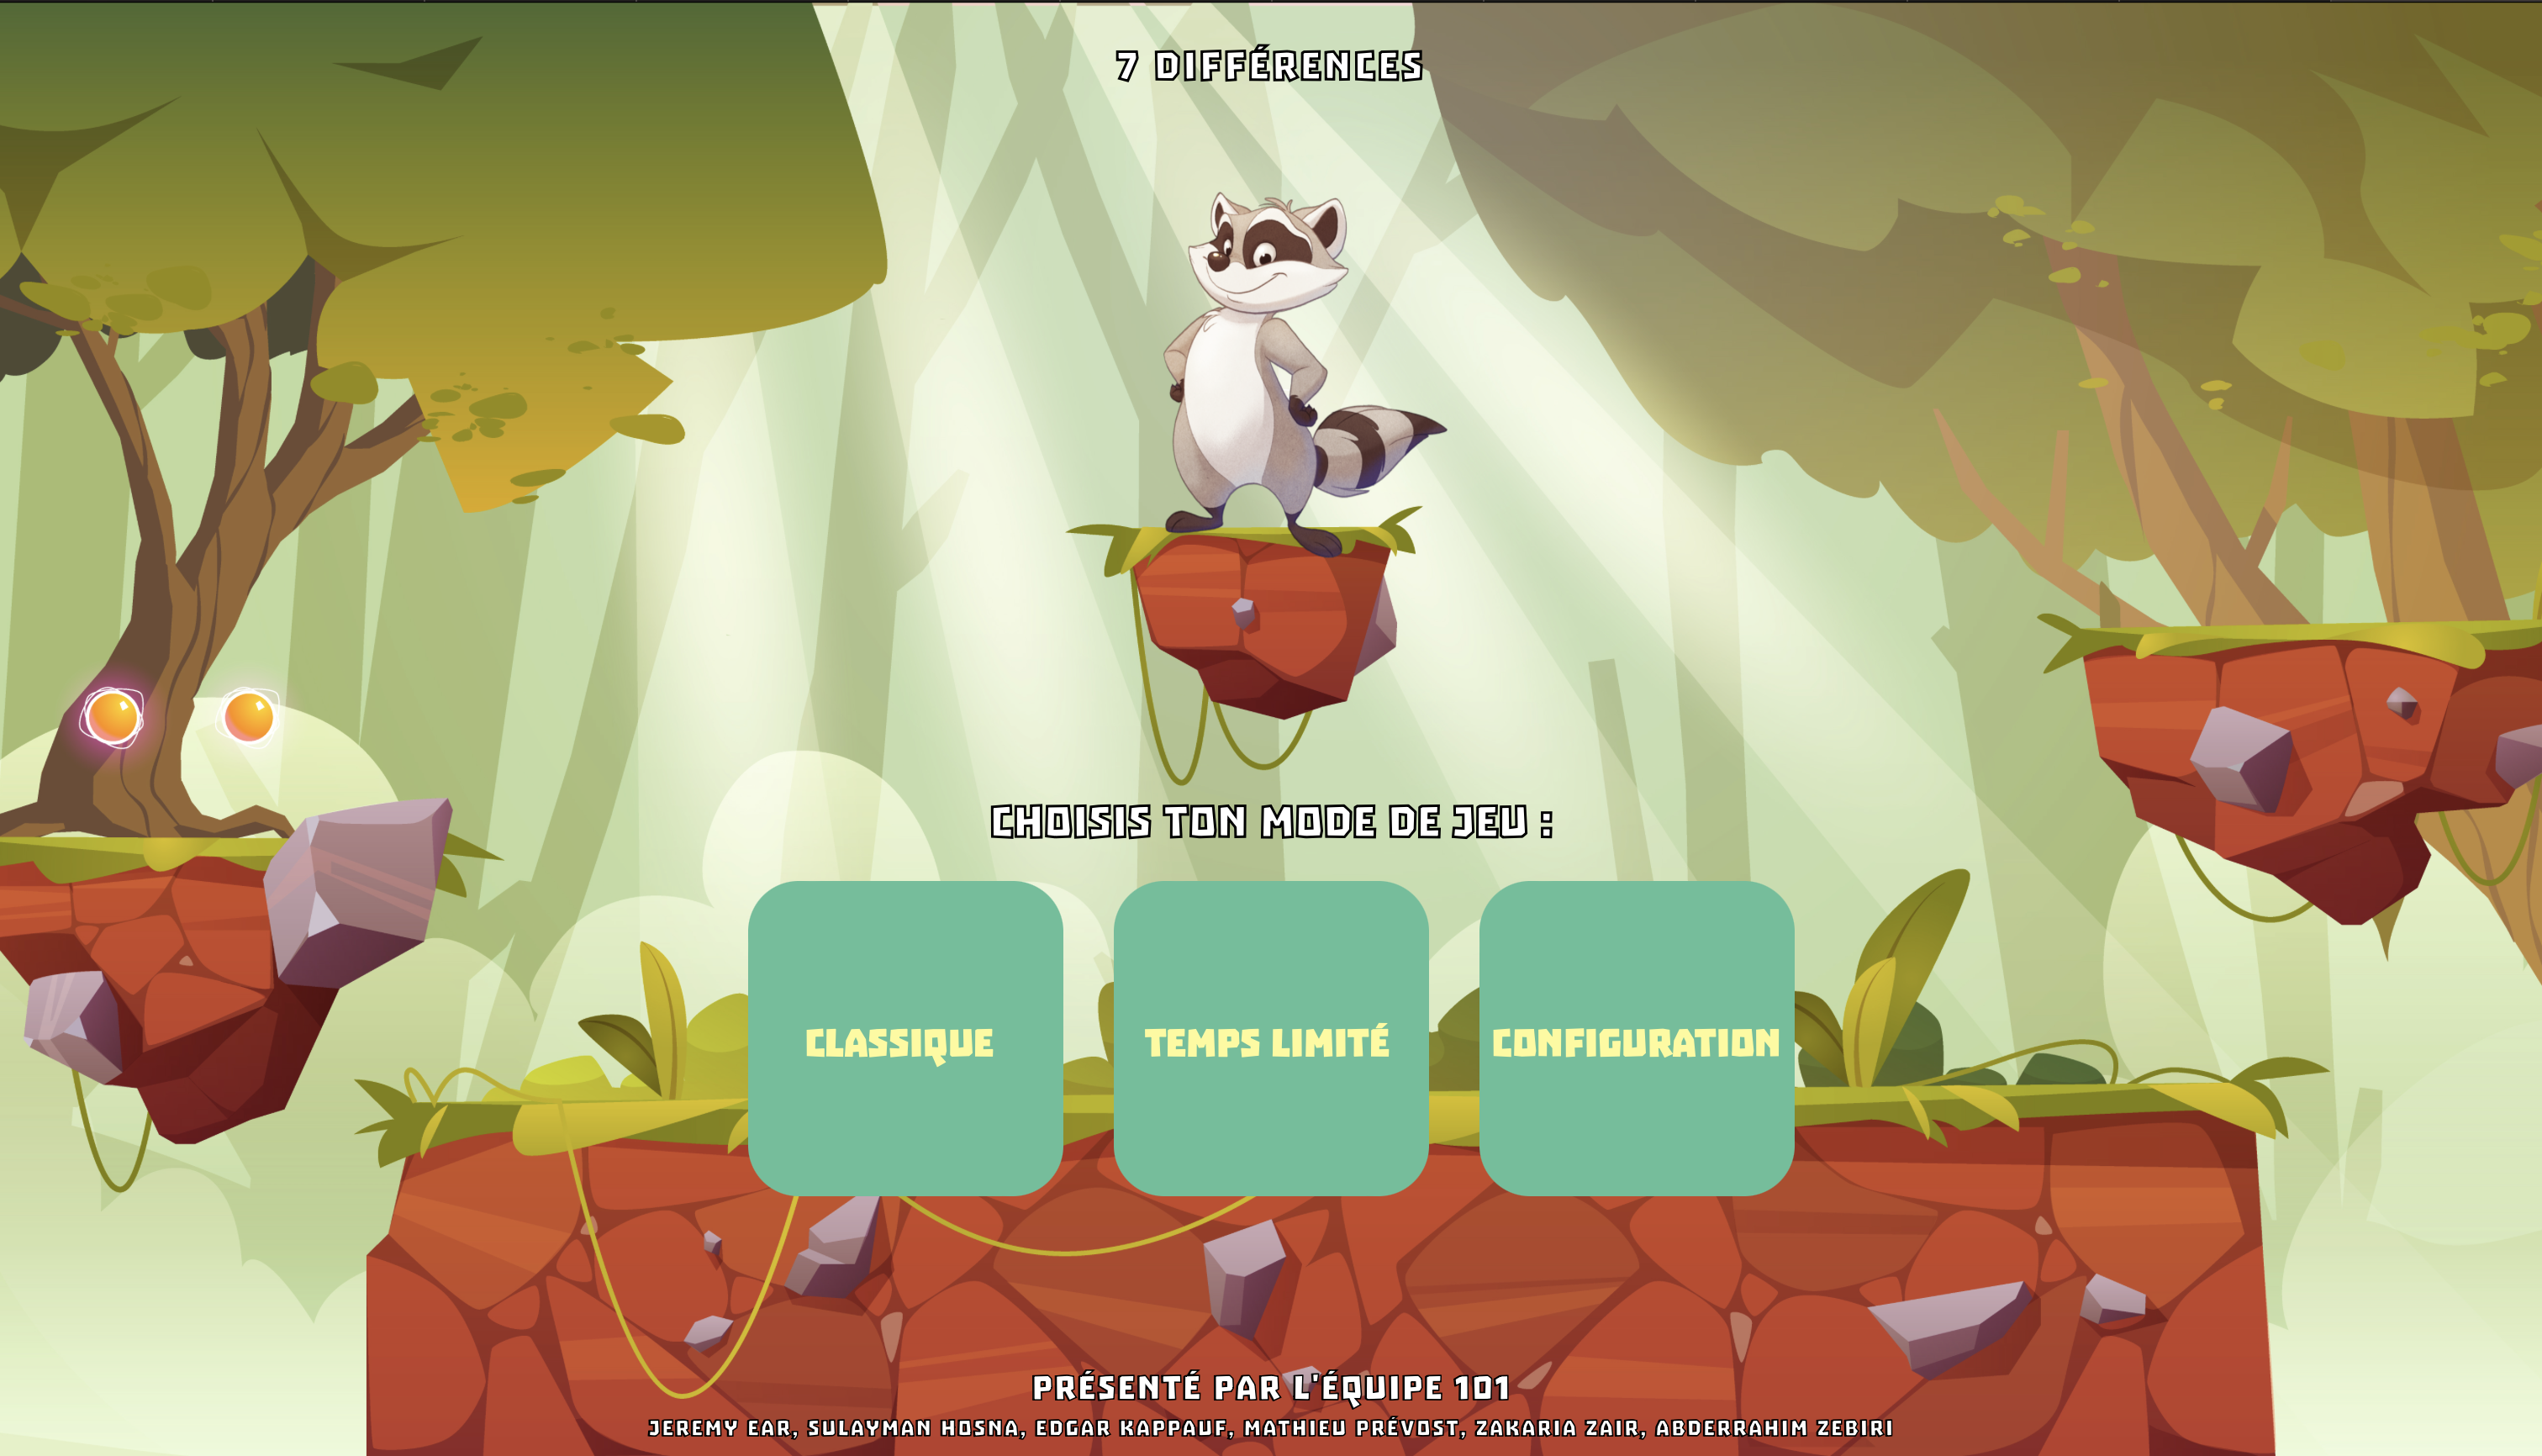 7 DIFFÉRENCES
CHOISIS TON MODE DE JEU :
CLASSIQUE
TEMPS LIMITÉ
CONFIGURATION
PRÉSENTÉ PAR L'ÉQUIPE 101
JEREMY EAR, SULAYMAN HOSNA, EDGAR KAPPAUF, MATHIEU PRÉVOST, ZAKARIA ZAIR, ABDERRAHIM ZEBIRI